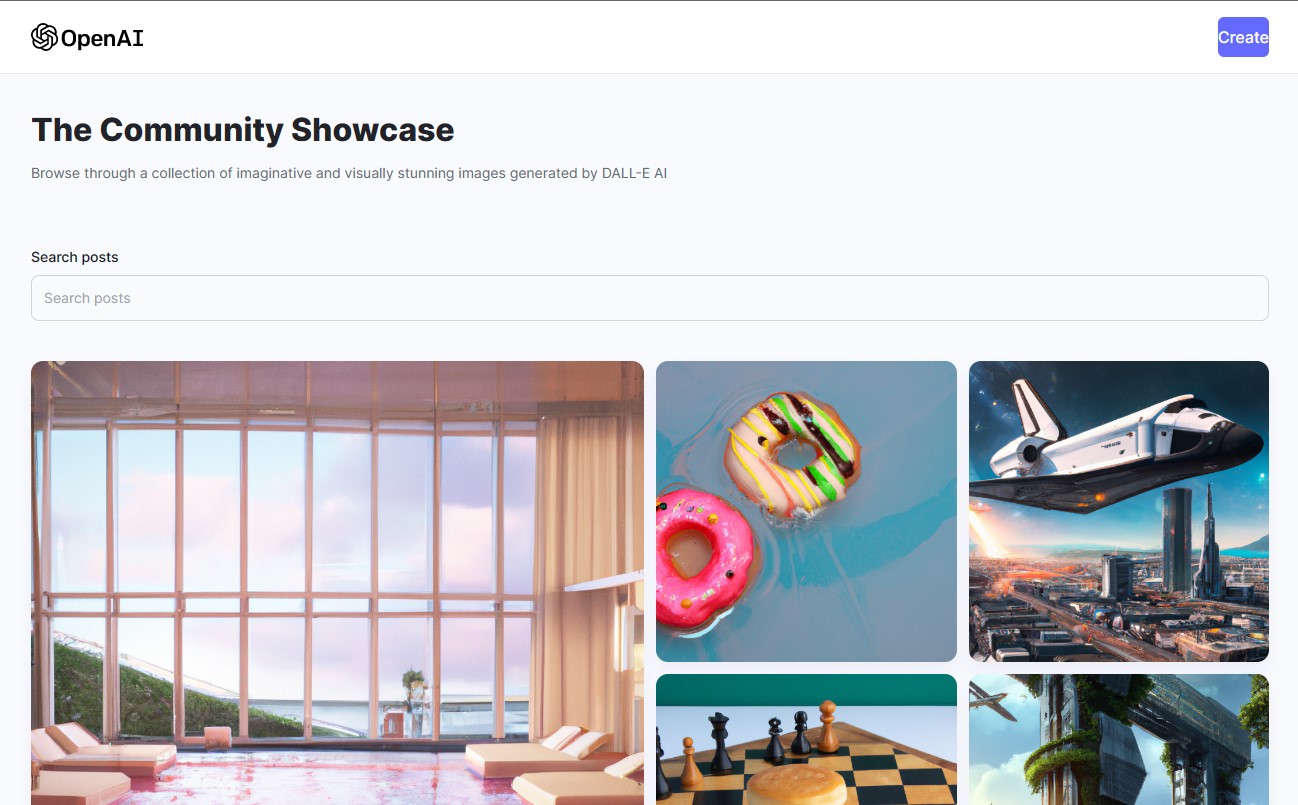 OpenAI
Create
The Community Showcase
Browse through a collection of imaginative and visually stunning images generated by DALL-E AI
Search posts
Search posts